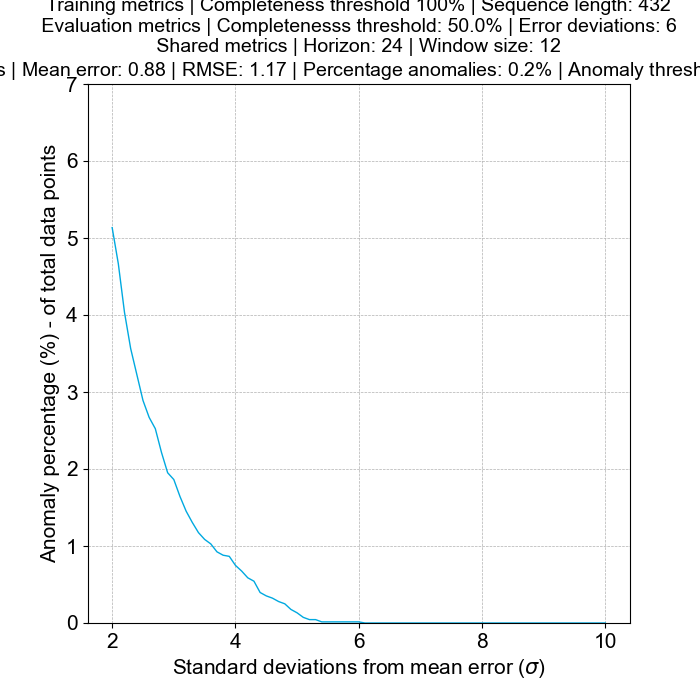 Training metrics | Completeness threshold 100% | Sequence length: 432
Evaluation metrics | Completenesss threshold: 50.0% | Error deviations: 6
Shared metrics | Horizon: 24 | Window size: 12
s | Mean error: 0.88 | RMSE: 1.17 | Percentage anomalies: 0.2% | Anomaly thresh
7
6
5
4
3
2
1
0
Anomaly percentage (%) - of total data points
2 4 6 8 10
Standard deviations from mean error (σ)